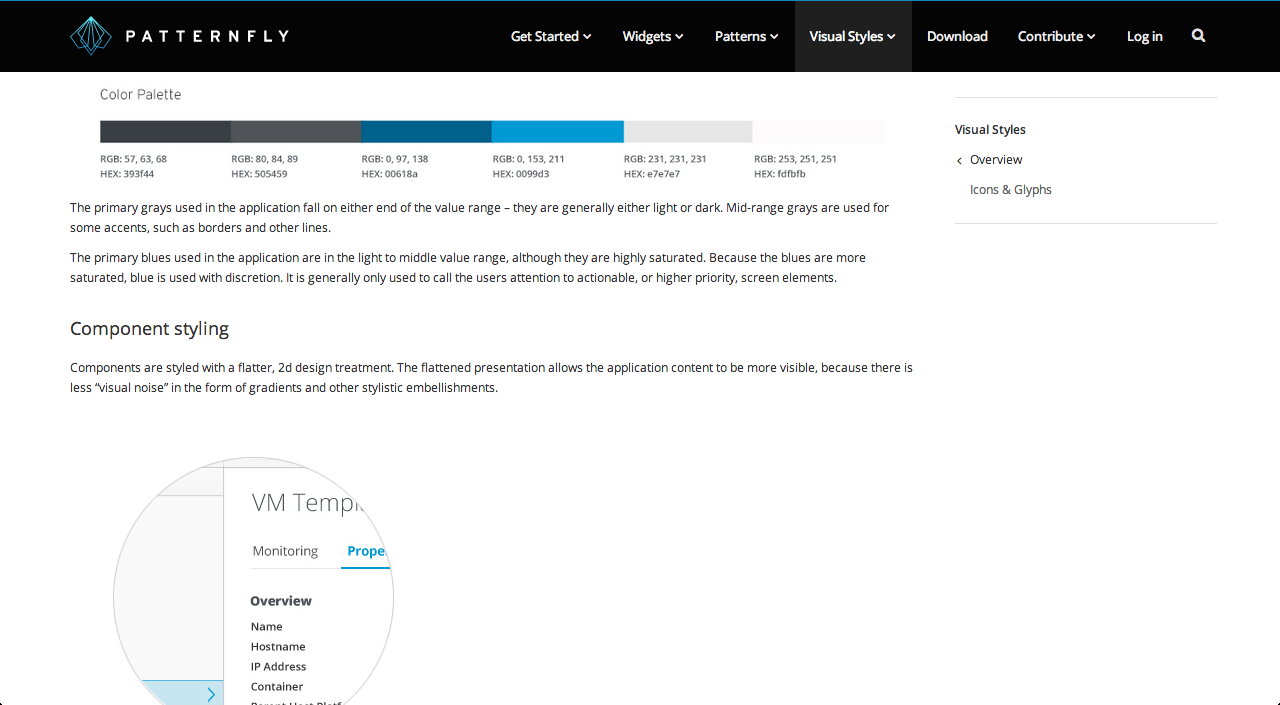 PATTERNFLY
Get Started
Widgets
Patterns
Visual Styles
Download
Contribute
Log in
Color Palette
RGB: 57, 63, 68
HEX: 393f44
RGB: 80, 84, 89
HEX: 505459
RGB: 0, 97, 138
HEX: 00618a
RGB: 0, 153, 211
HEX: 0099d3
RGB: 231, 231, 231
HEX: e7e7e7
RGB: 253, 251, 251
HEX: fdfbfb
The primary grays used in the application fall on either end of the value range – they are generally either light or dark. Mid-range grays are used for
some accents, such as borders and other lines.
The primary blues used in the application are in the light to middle value range, although they are highly saturated. Because the blues are more
saturated, blue is used with discretion. It is generally only used to call the users attention to actionable, or higher priority, screen elements.
Component styling
Components are styled with a flatter, 2d design treatment. The flattened presentation allows the application content to be more visible, because there is
less “visual noise” in the form of gradients and other stylistic embellishments.
VM Templ
Monitoring
Prope
Overview
Name
Hostname
IP Address
Container
Parent Host Platf
Visual Styles
Overview
Icons & Glyphs